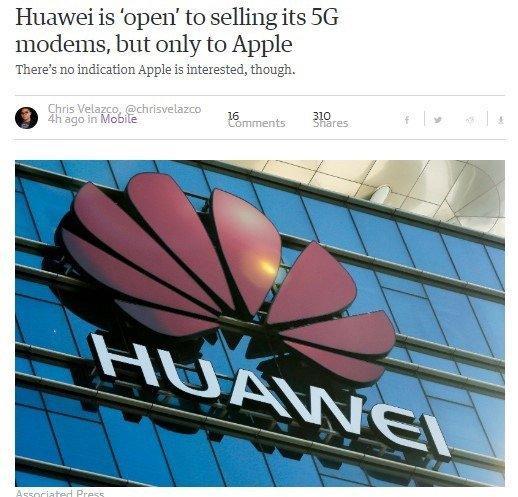 Huawei is ‘open’ to selling its 5G
modems, but only to Apple
There’s no indication Apple is interested, though.
Chris Velazco, @chrisvelazco
4h ago in Mobile
16
Comments
310
Shares
HUAWEI
Associated Press